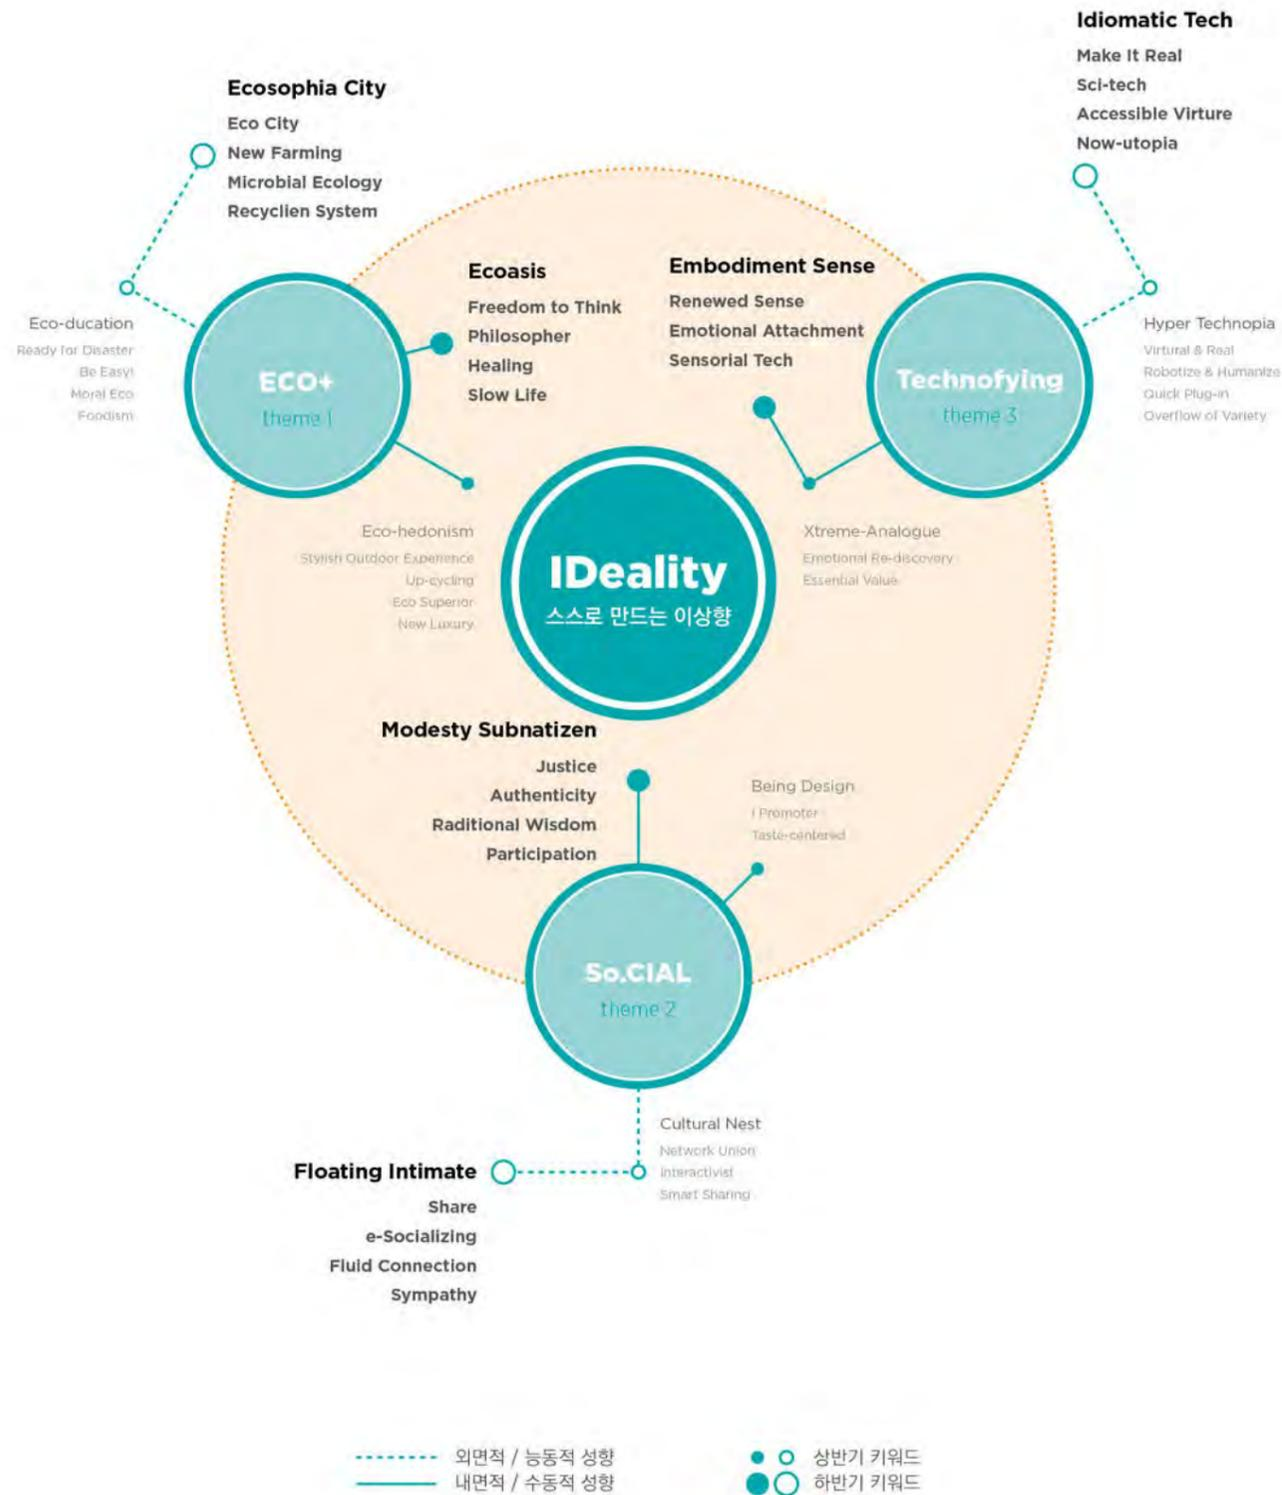 Idiomatic Tech
Make It Real
Sci-tech
Accessible Virture
Now-utopia
Ecosophia City
Eco City
New Farming
Microbial Ecology
Recyclien System
Eco-ducation
Ready for Disaster
Be Easy!
Moral Eco
Foodism
ECO+
theme 1
Ecoasis
Freedom to Think
Philosopher
Healing
Slow Life
Embodiment Sense
Renewed Sense
Emotional Attachment
Sensorial Tech
Technofying
theme 3
Hyper Technopia
Virtural & Real
Robotize & Humanize
Quick Plug-in
Overflow of Variety
Eco-hedonism
Stylish Outdoor Experience
Up-cycling
Eco Superior
New Luxury
IDeality
스스로 만드는 이상향
Xtreme-Analogue
Emotional Re-discovery
Essential Value
Modesty Subnatizen
Justice
Authenticity
Raditional Wisdom
Participation
Being Design
I Promoter
Taste-centered
So.CIAL
theme 2
Cultural Nest
Network Union
Interactivist
Smart Sharing
Floating Intimate
Share
e-Socializing
Fluid Connection
Sympathy
외면적 / 능동적 성향
내면적 / 수동적 성향
상반기 키워드
하반기 키워드